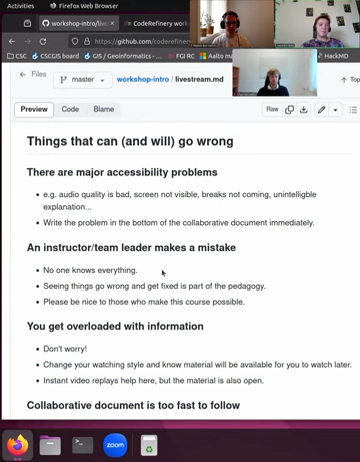 Activities
Firefox Web Browser
workshop-intro/live
CodeRefinery wor
https://github.com/coderefinery
CSC
CSCGIS board
GIS / Geoinformatics -
FGI RC
Aalto ma
HackMD
Files
master
workshop-intro / livestream.md
Top
Preview
Code
Blame
Raw
Things that can (and will) go wrong
There are major accessibility problems
e.g. audio quality is bad, screen not visible, breaks not coming, unintelligble
explanation...
Write the problem in the bottom of the collaborative document immediately.
An instructor/team leader makes a mistake
No one knows everything.
Seeing things go wrong and get fixed is part of the pedagogy.
Please be nice to those who make this course possible.
You get overloaded with information
Don't worry!
Change your watching style and know material will be available for you to watch later.
Instant video replays help here, but the material is also open.
Collaborative document is too fast to follow
zoom